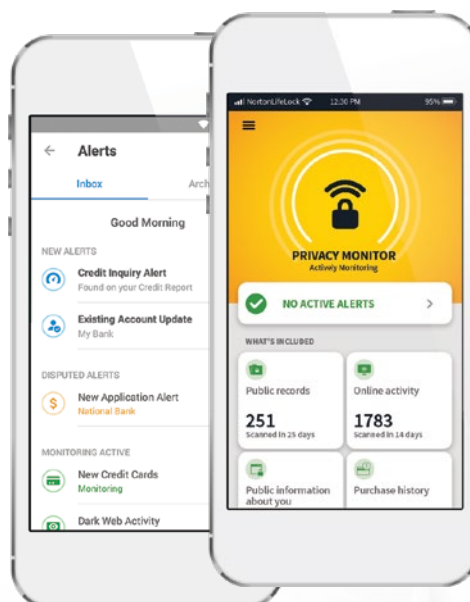 Alerts
Inbox
Arch
Good Morning
NEW ALERTS
Credit Inquiry Alert
Found on your Credit Report
Existing Account Update
My Bank
DISPUTED ALERTS
$
New Application Alert
National Bank
MONITORING ACTIVE
New Credit Cards
Monitoring
Dark Web Activity
NortonLifeLock
12:30 PM
95%
PRIVACY MONITOR
Actively Monitoring
NO ACTIVE ALERTS
WHAT'S INCLUDED
Public records
251
Scanned in 25 days
Online activity
1783
Scanned in 14 days
Public information
about you
Purchase history